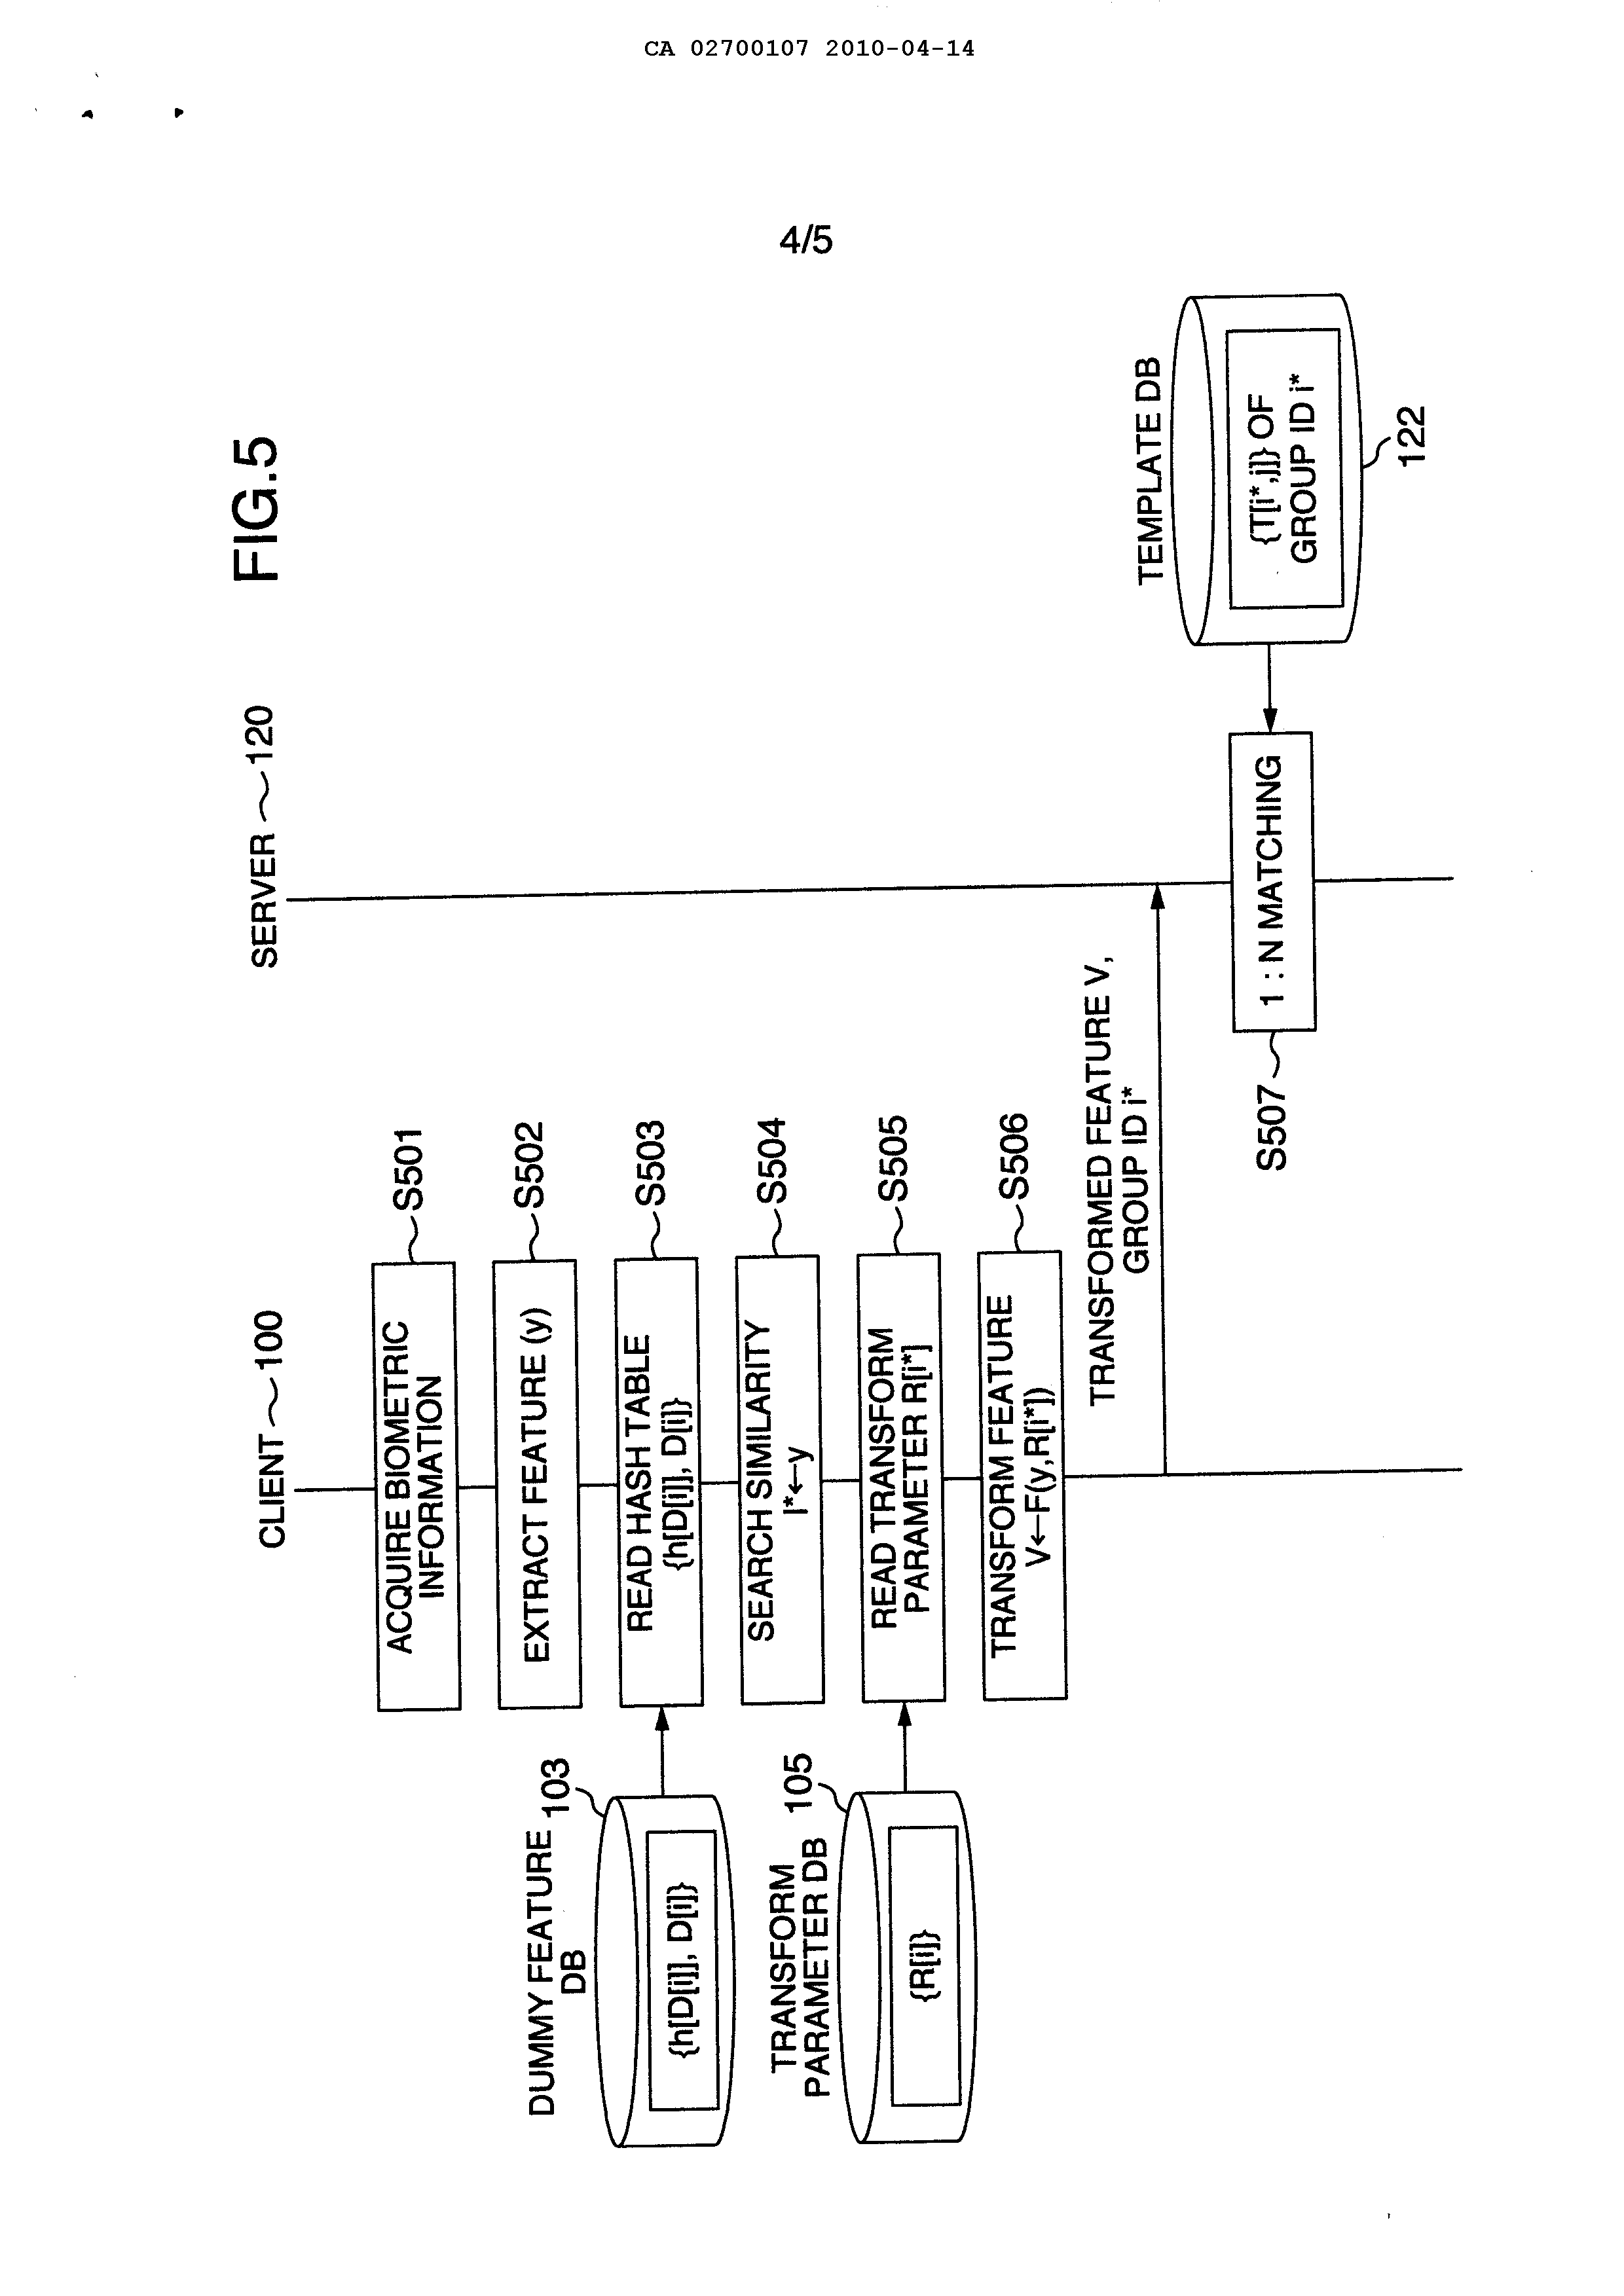 CA 02700107 2010-04-14
4/5
FIG.5
CLIENT 100
SERVER 120
ACQUIRE BIOMETRIC
INFORMATION
S501
EXTRACT FEATURE (y)
S502
DUMMY FEATURE
DB
103
{h[D[i]], D[i]}
READ HASH TABLE
{h[D[i]], D[i]}
S503
SEARCH SIMILARITY
I*←y
S504
TRANSFORM
PARAMETER DB
105
{R[i]}
READ TRANSFORM
PARAMETER R[i*]
S505
TRANSFORM FEATURE
V←F(y,R[i*])
S506
TRANSFORMED FEATURE V,
GROUP ID i*
S507
1 : N MATCHING
TEMPLATE DB
{T[i*,j]} OF
GROUP ID i*
122